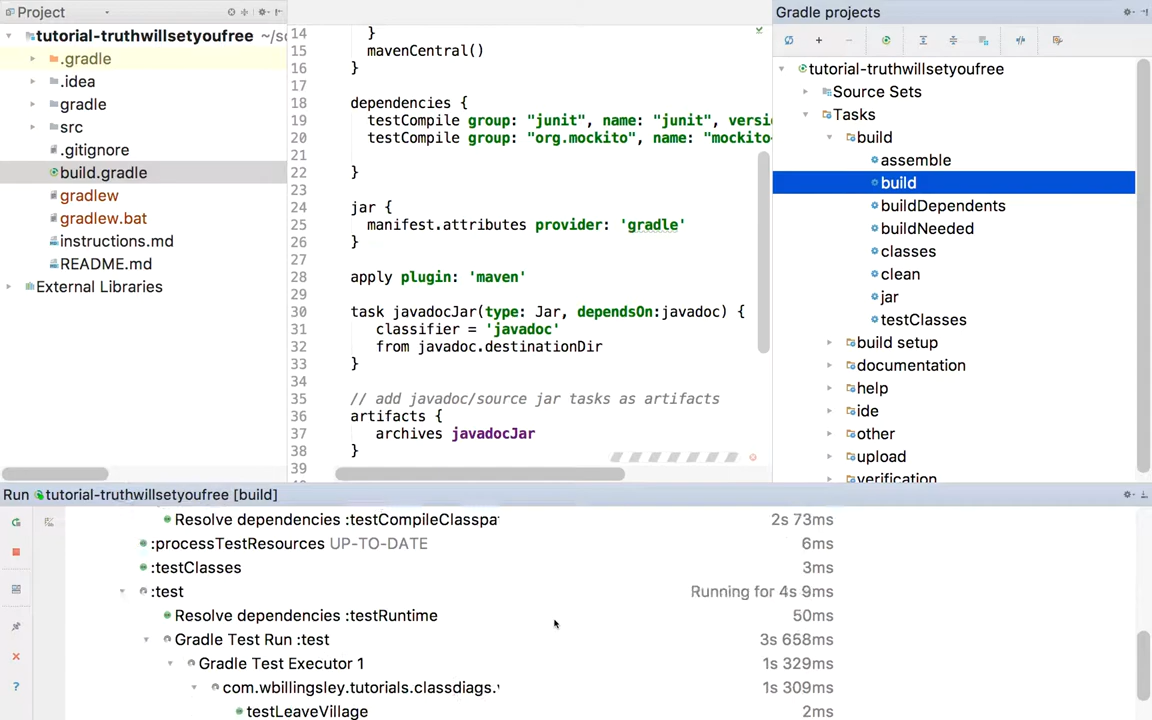 Project
tutorial-truthwillsetyoufree
.gradle
.idea
gradle
src
.gitignore
build.gradle
gradlew
gradlew.bat
instructions.md
README.md
External Libraries
14 }
15 mavenCentral()
16 }
17
18 dependencies {
19 testCompile group: "junit", name: "junit",
20 testCompile group: "org.mockito", name:
21
22 }
23
24 jar {
25 manifest.attributes provider: 'gradle'
26 }
27
28 apply plugin: 'maven'
29
30 task javadocJar(type: Jar, dependsOn:javadoc) {
31 classifier = 'javadoc'
32 from javadoc.destinationDir
33 }
34
35 // add javadoc/source jar tasks as artifacts
36 artifacts {
37 archives javadocJar
38 }
39
Gradle projects
tutorial-truthwillsetyoufree
Source Sets
Tasks
build
assemble
build
buildDependents
buildNeeded
classes
clean
jar
testClasses
build setup
documentation
help
ide
other
upload
verification
Run tutorial-truthwillsetyoufree [build]
Resolve dependencies 2s 73ms
:processTestResources UP-TO-DATE 6ms
:testClasses 3ms
:test Running for 4s 9ms
Resolve dependencies :testRuntime 50ms
Gradle Test Run :test 3s 658ms
Gradle Test Executor 1 1s 329ms
com.wbillingsley.tutorials.classdiags. 1s 309ms
testLeaveVillage 2ms